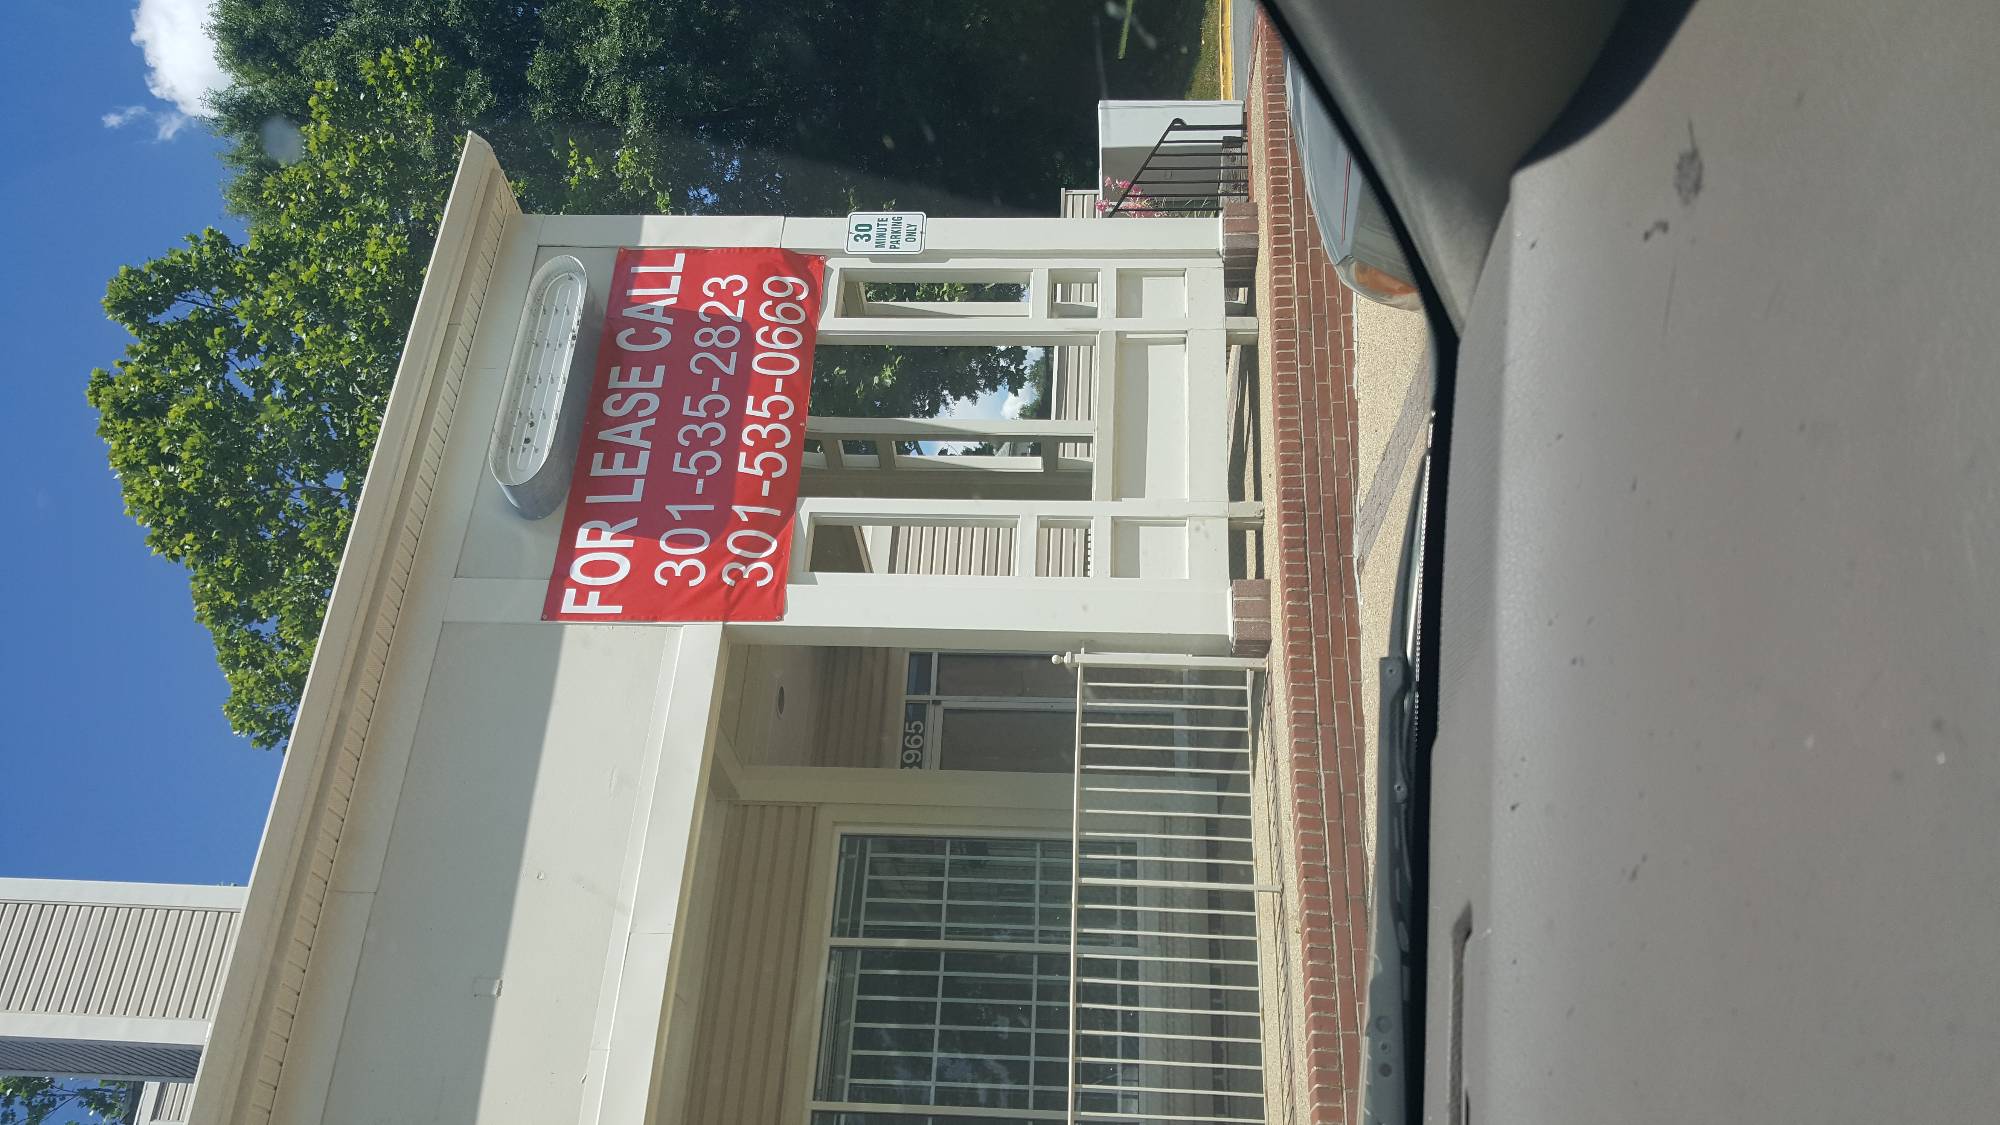 FOR LEASE CALL
301-535-2823
301-535-0669
30
MINUTE
PARKING
ONLY
965